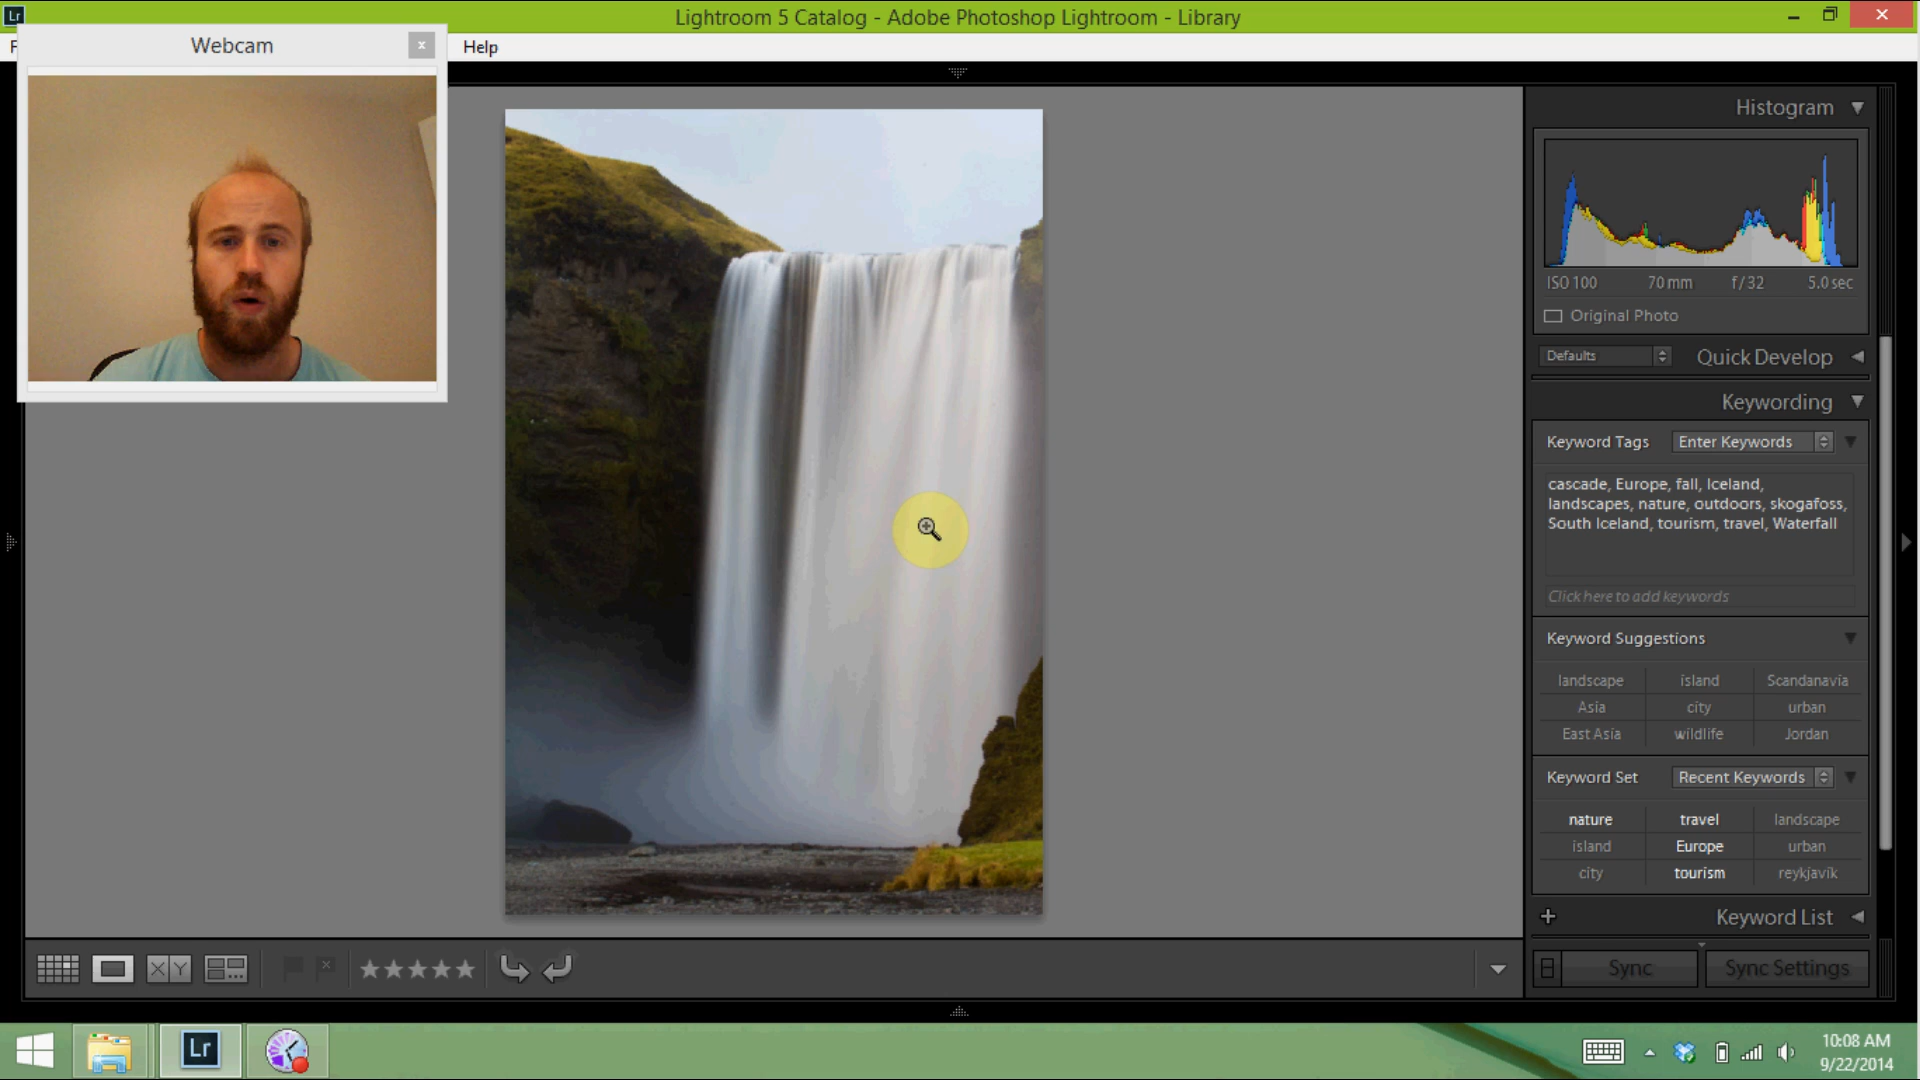 Lr
Lightroom 5 Catalog - Adobe Photoshop Lightroom - Library
Webcam
x
F
Help
Histogram
ISO 100 70 mm f/32 5.0 sec
Original Photo
Defaults
Quick Develop
Keywording
Keyword Tags
Enter Keywords
cascade, Europe, fall, Iceland,
landscapes, nature, outdoors, skogafoss,
South Iceland, tourism, travel, Waterfall
Click here to add keywords
Keyword Suggestions
landscape island Scandanavia
Asia city urban
East Asia wildlife Jordan
Keyword Set
Recent Keywords
nature travel landscape
island Europe urban
city tourism reykjavik
Keyword List
X Y
Sync
Sync Settings
Lr
10:08 AM
9/22/2014